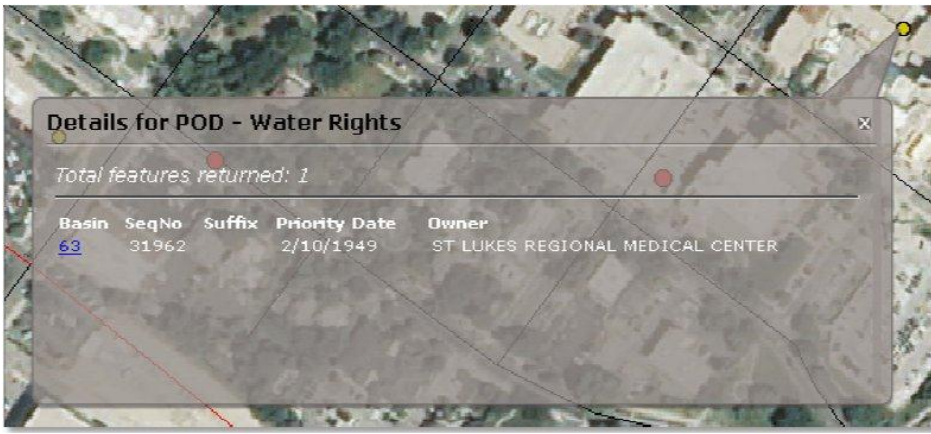 Details for POD - Water Rights
Total features returned: 1
Basin SeqNo Suffix Priority Date Owner
63 31962 2/10/1949 ST LUKES REGIONAL MEDICAL CENTER